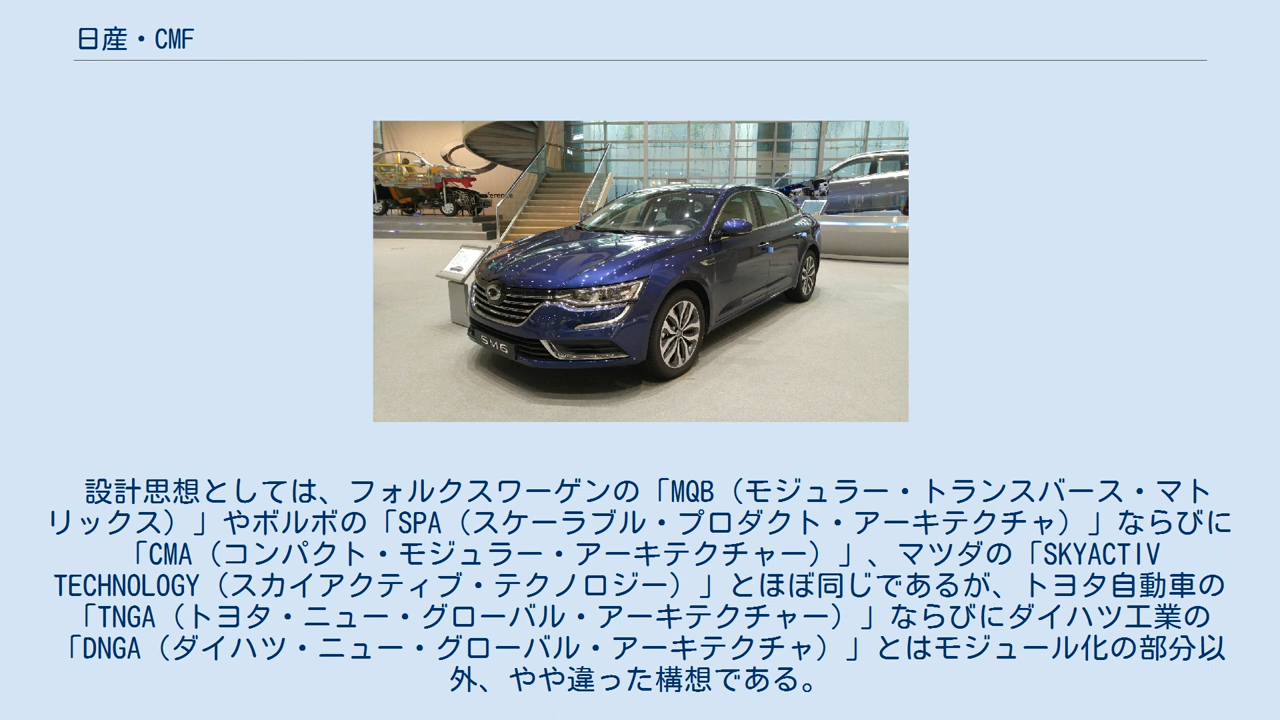 日産・CMF
SM6
設計思想としては、フォルクスワーゲンの「MQB（モジュラー・トランスバース・マト
リックス）」やボルボの「SPA（スケーラブル・プロダクト・アーキテクチャ）」ならびに
「CMA（コンパクト・モジュラー・アーキテクチャー）」、マツダの「SKYACTIV
TECHNOLOGY（スカイアクティブ・テクノロジー）」とほぼ同じであるが、トヨタ自動車の
「TNGA（トヨタ・ニュー・グローバル・アーキテクチャー）」ならびにダイハツ工業の
「DNGA（ダイハツ・ニュー・グローバル・アーキテクチャ）」とはモジュール化の部分以
外、やや違った構想である。